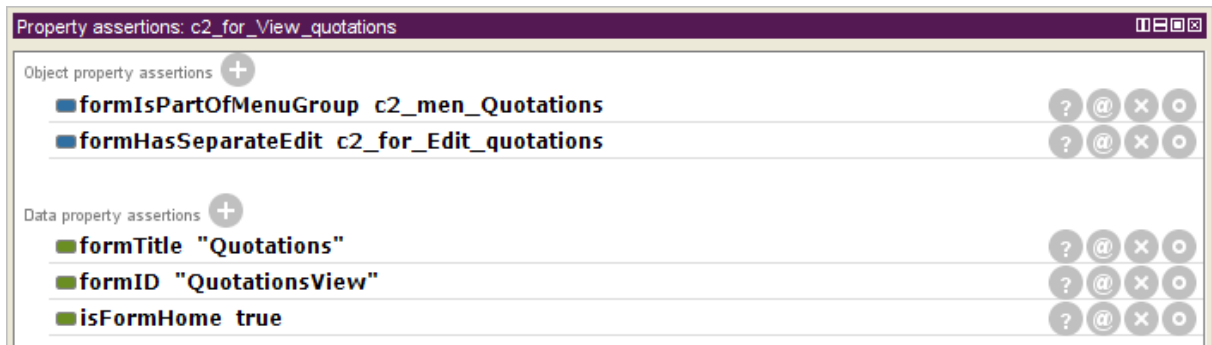 Property assertions: c2_for_View_quotations
Object property assertions
formIsPartOfMenuGroup c2_men_Quotations
formHasSeparateEdit c2_for_Edit_quotations
Data property assertions
formTitle "Quotations"
formID "QuotationsView"
isFormHome true